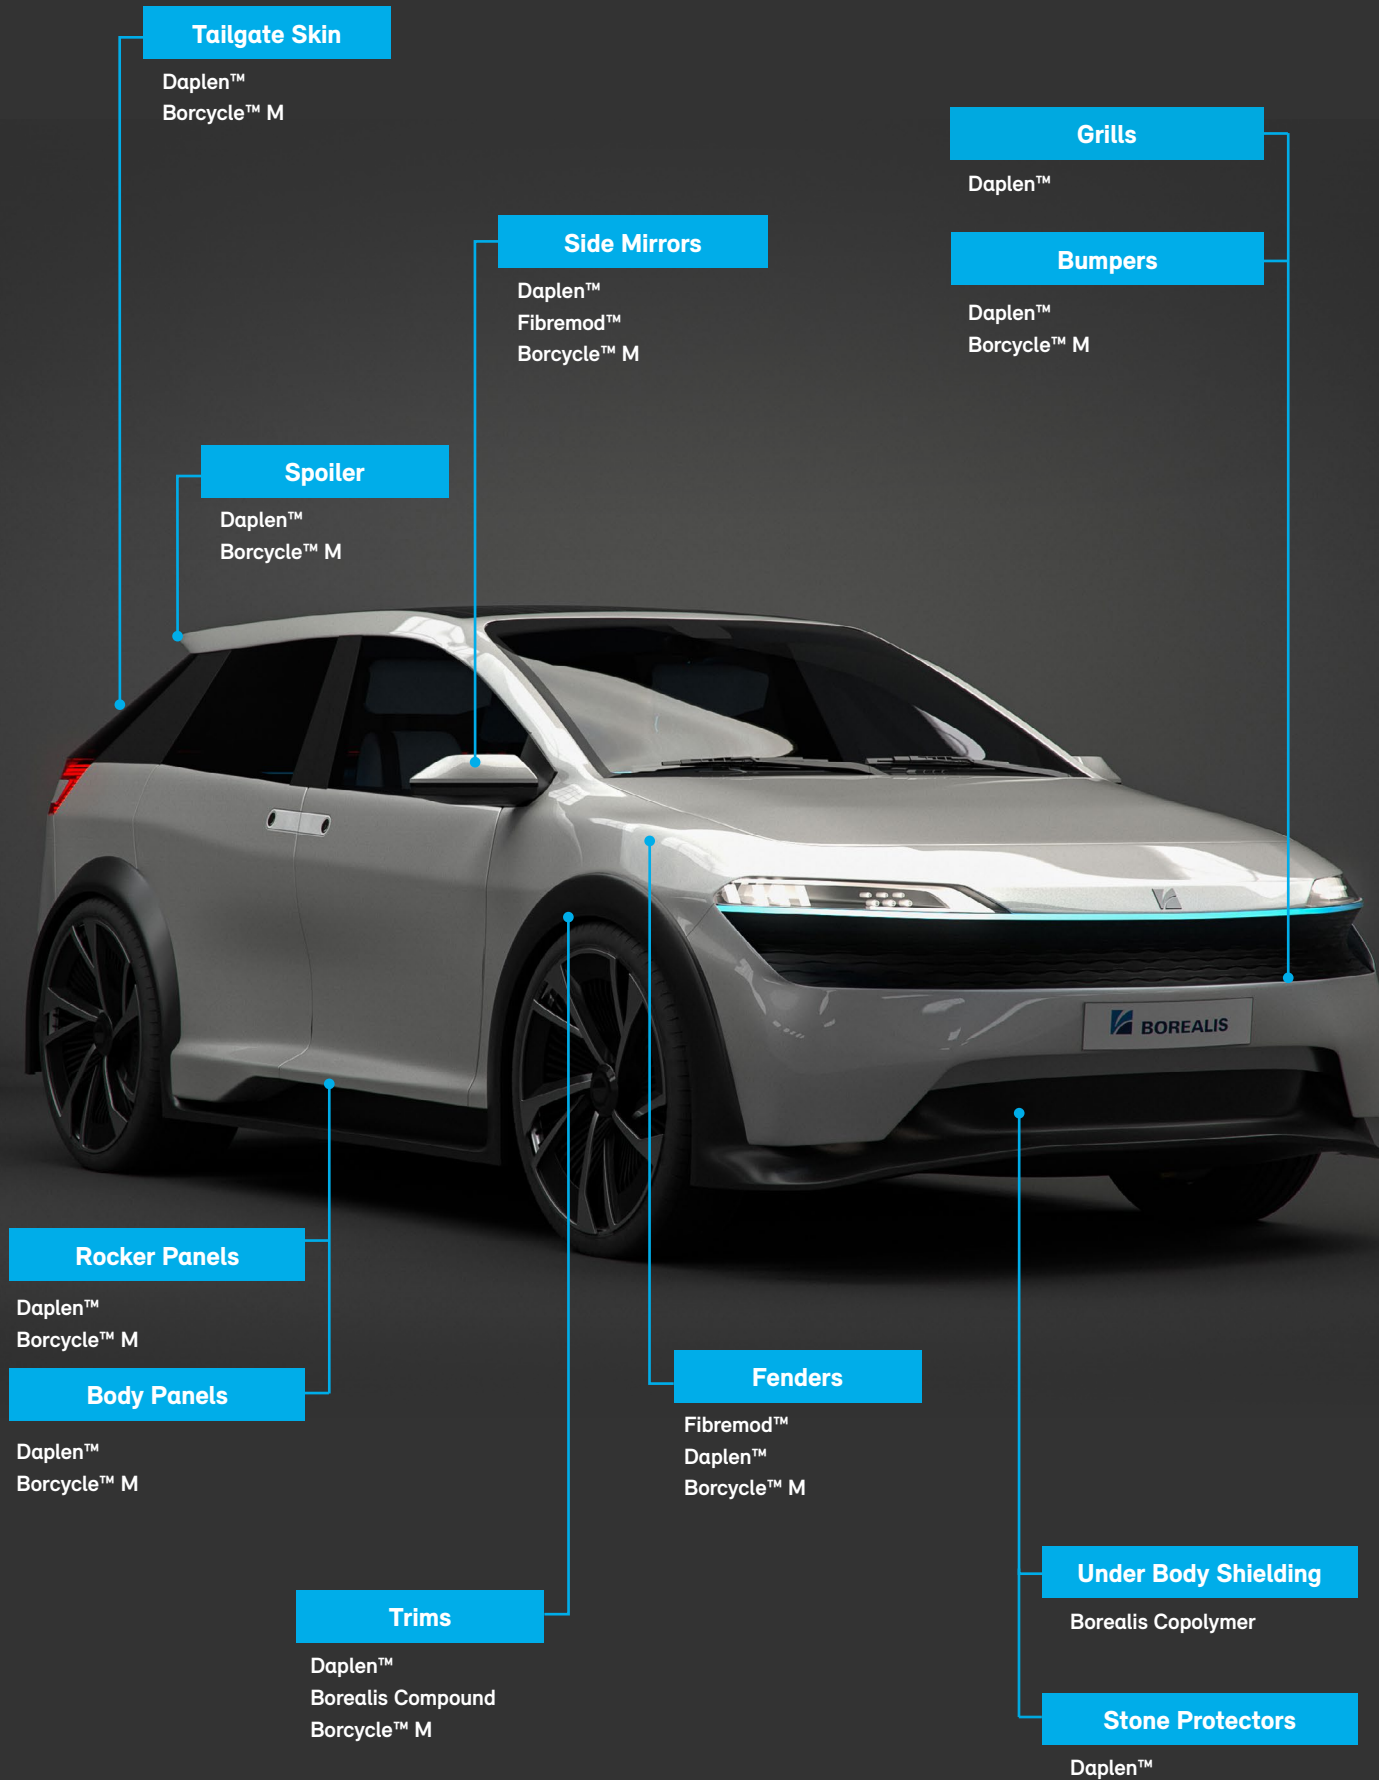 Tailgate Skin
Daplen™
Borcycle™ M
Grills
Daplen™
Side Mirrors
Daplen™
Fibremod™
Borcycle™ M
Bumpers
Daplen™
Borcycle™ M
Spoiler
Daplen™
Borcycle™ M
BOREALIS
Rocker Panels
Daplen™
Borcycle™ M
Body Panels
Daplen™
Borcycle™ M
Fenders
Fibremod™
Daplen™
Borcycle™ M
Trims
Daplen™
Borealis Compound
Borcycle™ M
Under Body Shielding
Borealis Copolymer
Stone Protectors
Daplen™